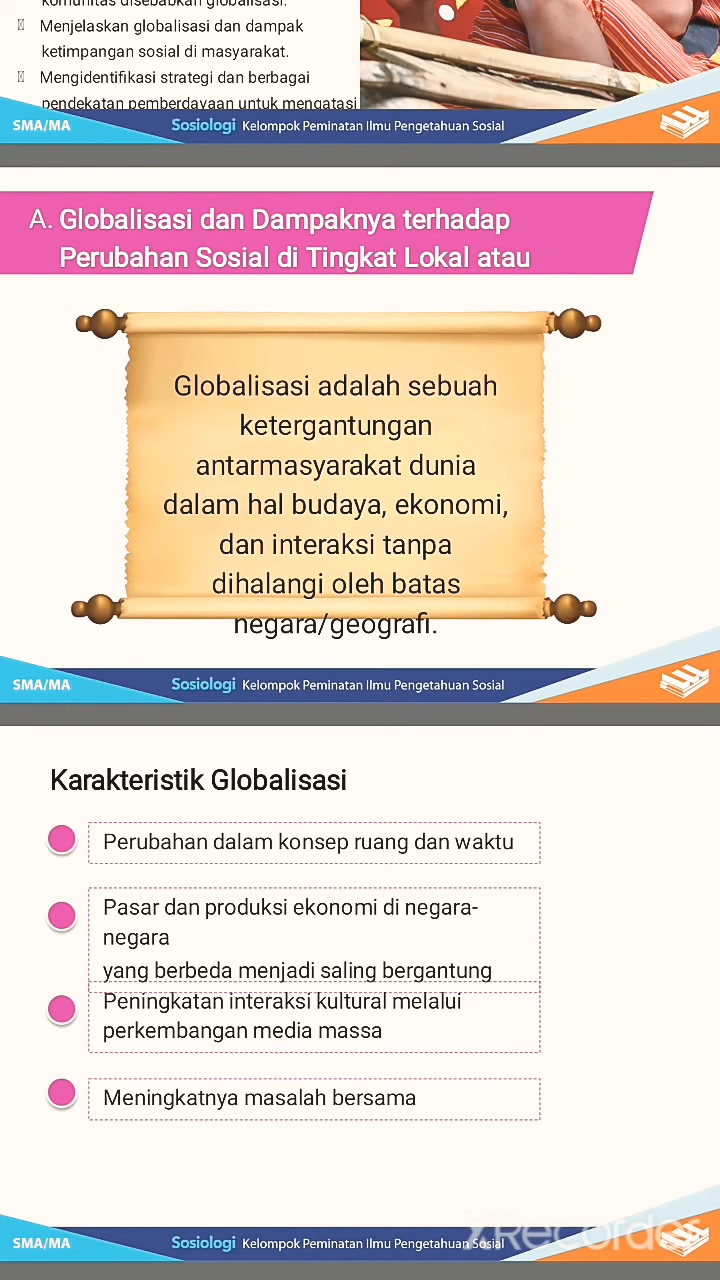 komunitas disebabkan globalisasi.
Menjelaskan globalisasi dan dampak
ketimpangan sosial di masyarakat.
Mengidentifikasi strategi dan berbagai
pendekatan pemberdayaan untuk mengatasi
SMA/MA Sosiologi Kelompok Peminatan Ilmu Pengetahuan Sosial
A. Globalisasi dan Dampaknya terhadap
Perubahan Sosial di Tingkat Lokal atau
Globalisasi adalah sebuah
ketergantungan
antarmasyarakat dunia
dalam hal budaya, ekonomi,
dan interaksi tanpa
dihalangi oleh batas
negara/geografi.
SMA/MA Sosiologi Kelompok Peminatan Ilmu Pengetahuan Sosial
Karakteristik Globalisasi
Perubahan dalam konsep ruang dan waktu
Pasar dan produksi ekonomi di negara-
negara
yang berbeda menjadi saling bergantung
Peningkatan interaksi kultural melalui
perkembangan media massa
Meningkatnya masalah bersama
XRecorder
SMA/MA Sosiologi Kelompok Peminatan Ilmu Pengetahuan Sosial